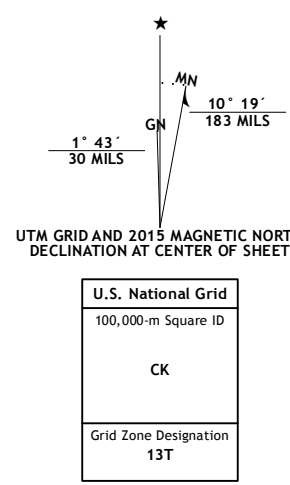 ★
MN
GN
10° 19´
183 MILS
1° 43´
30 MILS
UTM GRID AND 2015 MAGNETIC NORT
DECLINATION AT CENTER OF SHEET
U.S. National Grid
100,000-m Square ID
CK
Grid Zone Designation
13T